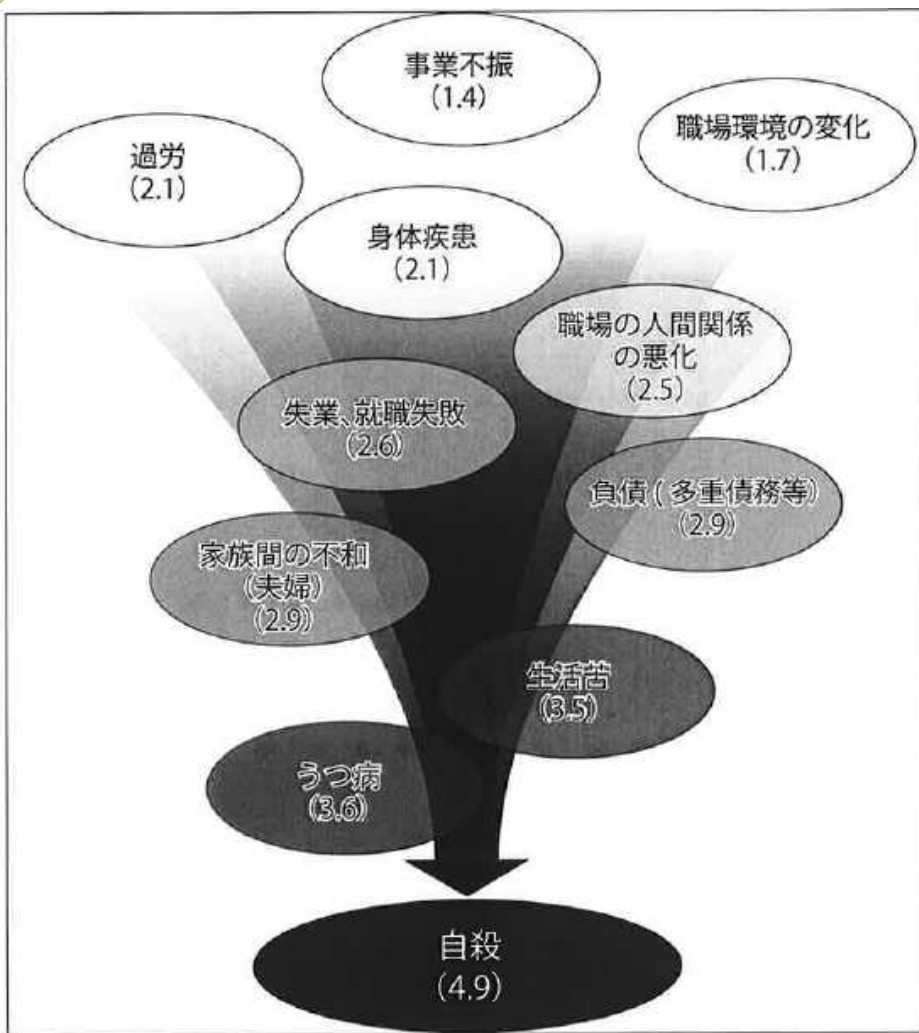 事業不振
(1.4)
職場環境の変化
(1.7)
過労
(2.1)
身体疾患
(2.1)
職場の人間関係
の悪化
(2.5)
失業、就職失敗
(2.6)
負債(多重債務等)
(2.9)
家族間の不和
(夫婦)
(2.9)
生活苦
(3.5)
うつ病
(3.6)
自殺
(4.9)